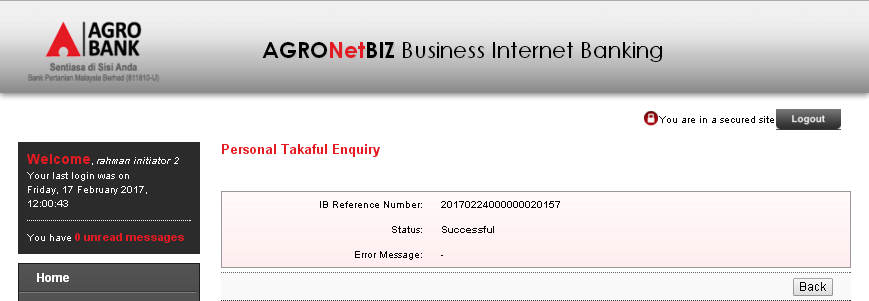 AGRO
BANK
Sentiasa di Sisi Anda
Bank Pertanian Malaysia Berhad (811810-U)
AGRONetBIZ Business Internet Banking
You are in a secured site
Logout
Welcome, rahman initiator 2
Your last login was on
Friday, 17 February 2017,
12:00:43
You have 0 unread messages
Home
Personal Takaful Enquiry
IB Reference Number: 20170224000000020157
Status: Successful
Error Message: -
Back